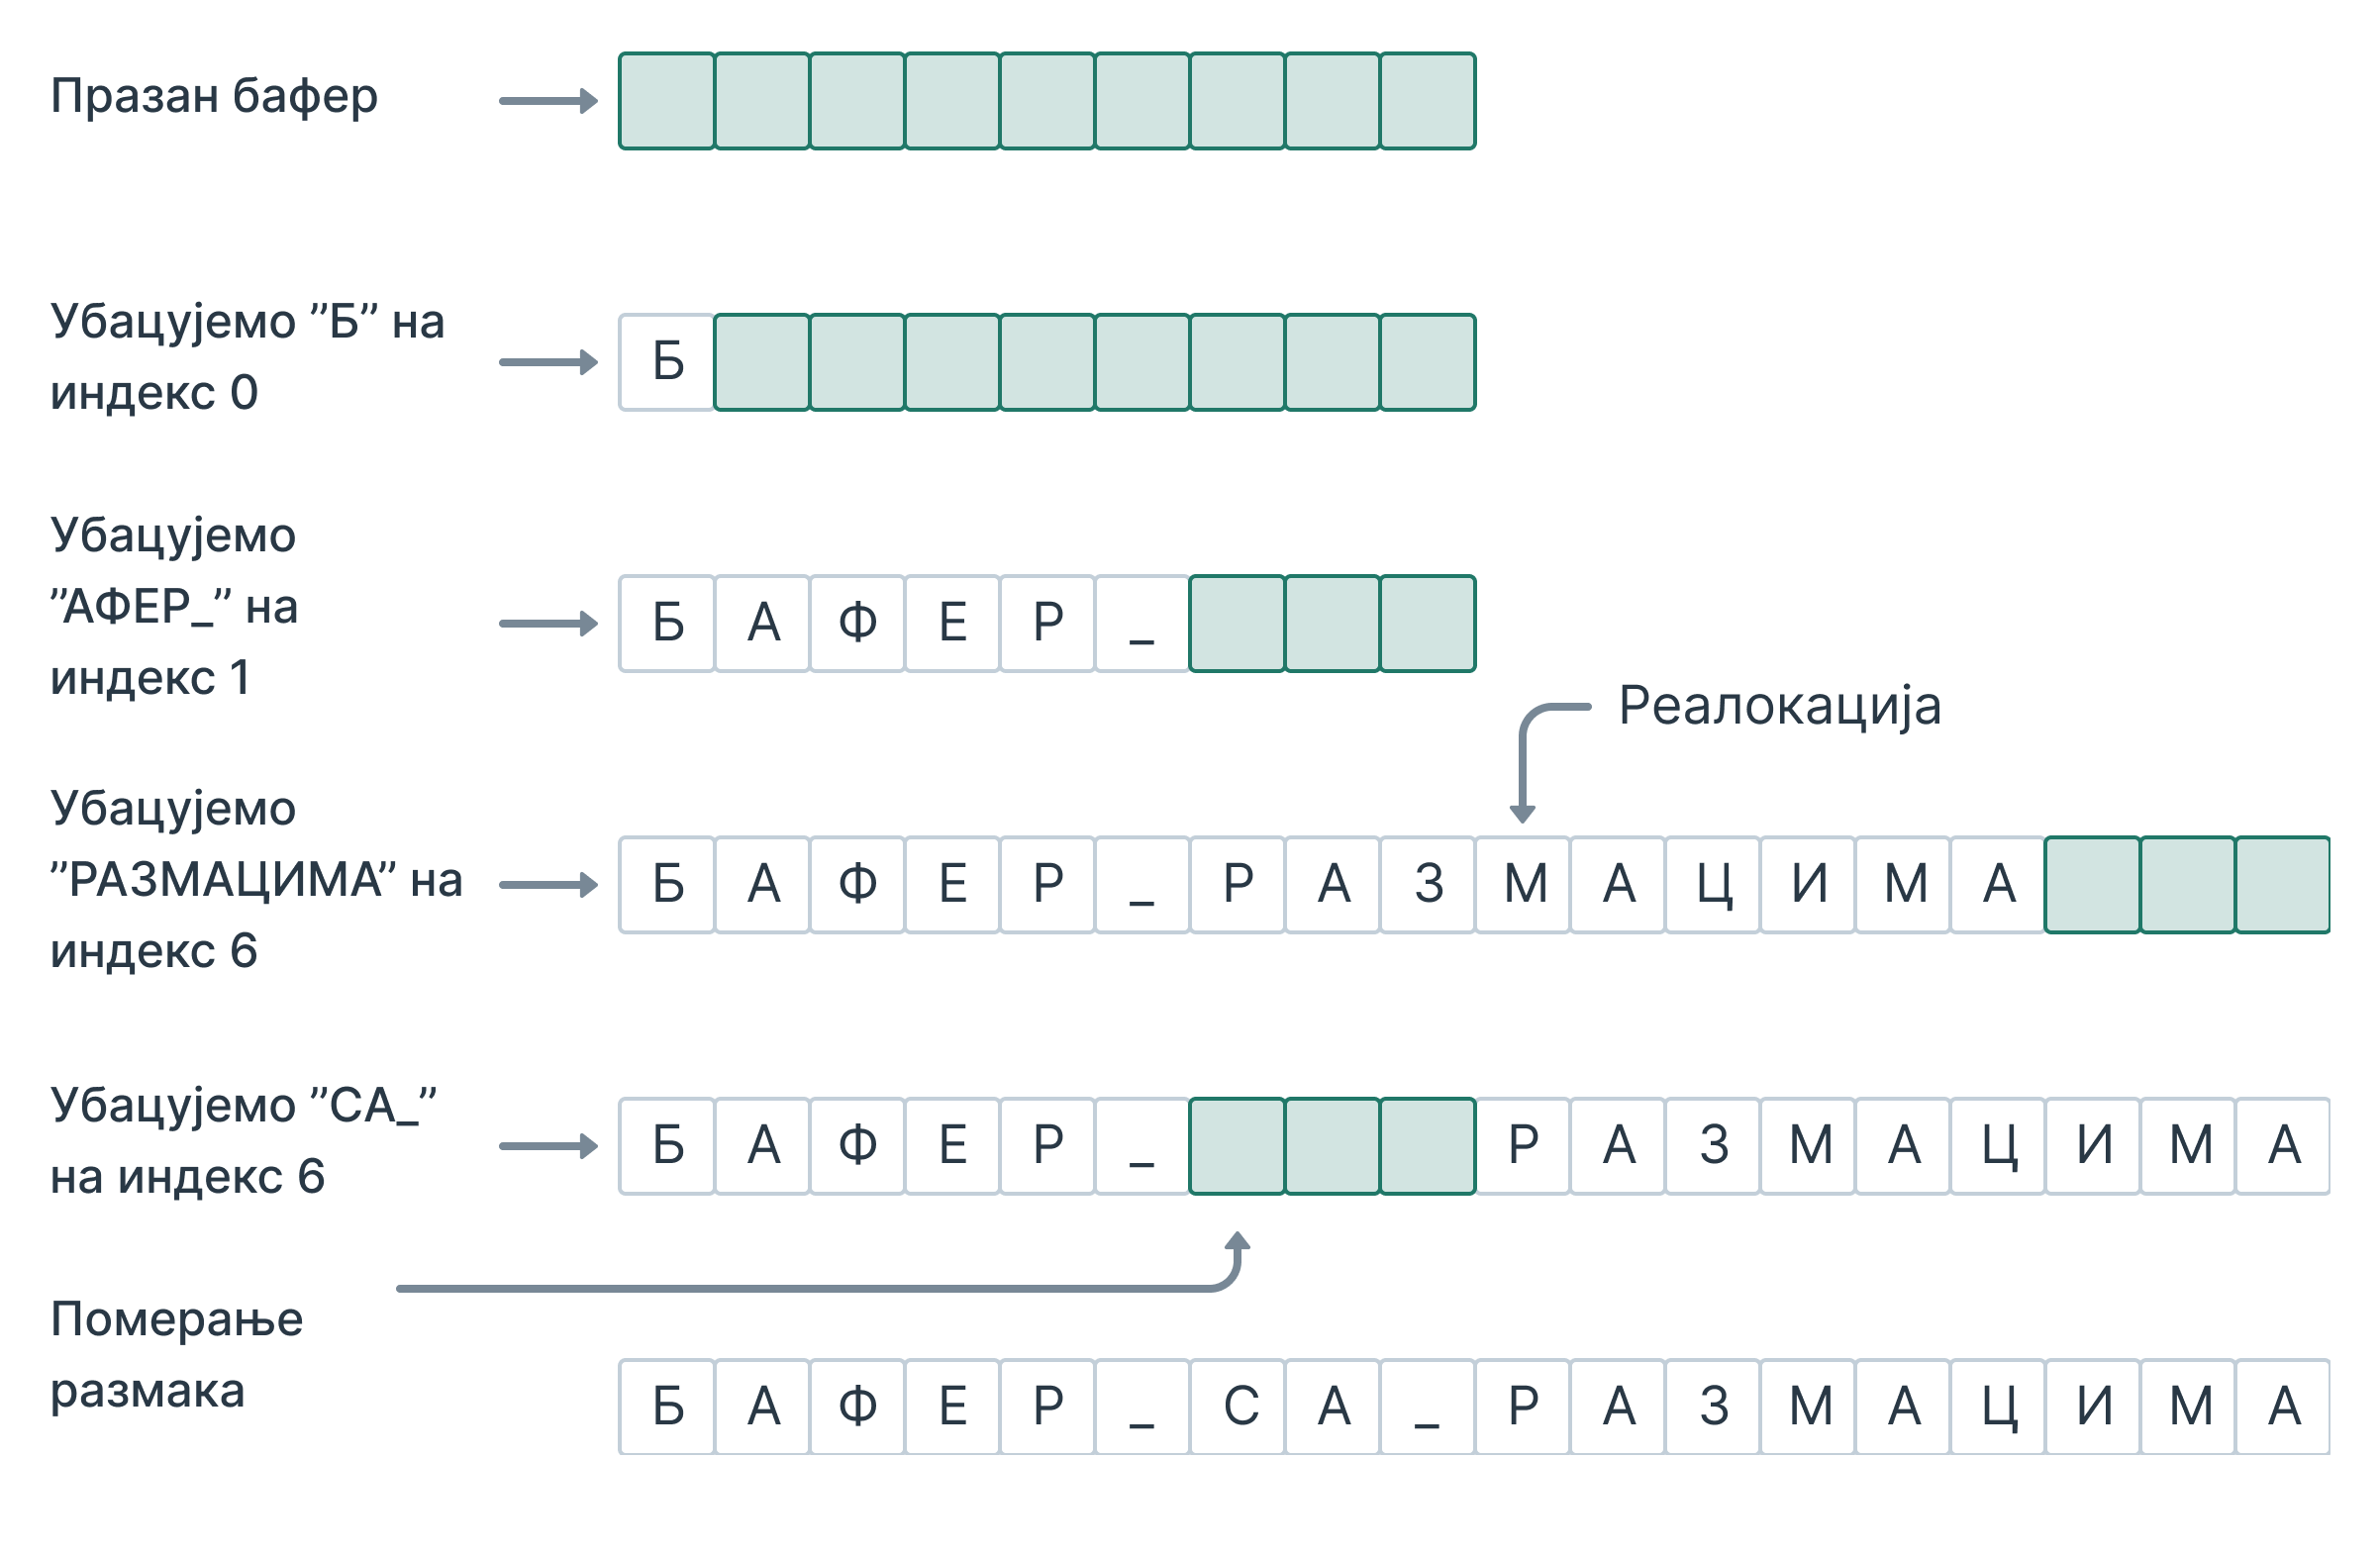 Празан бафер
Убацујемо ”Б” на
индекс 0
Б
Убацујемо
”АФЕР_” на
индекс 1
Б А Ф Е Р _
Реалокација
Убацујемо
”РАЗМАЦИМА” на
индекс 6
Б А Ф Е Р _ Р А З М А Ц И М А
Убацујемо ”СА_”
на индекс 6
Б А Ф Е Р _ Р А З М А Ц И М А
Померање
размака
Б А Ф Е Р _ С А _ Р А З М А Ц И М А